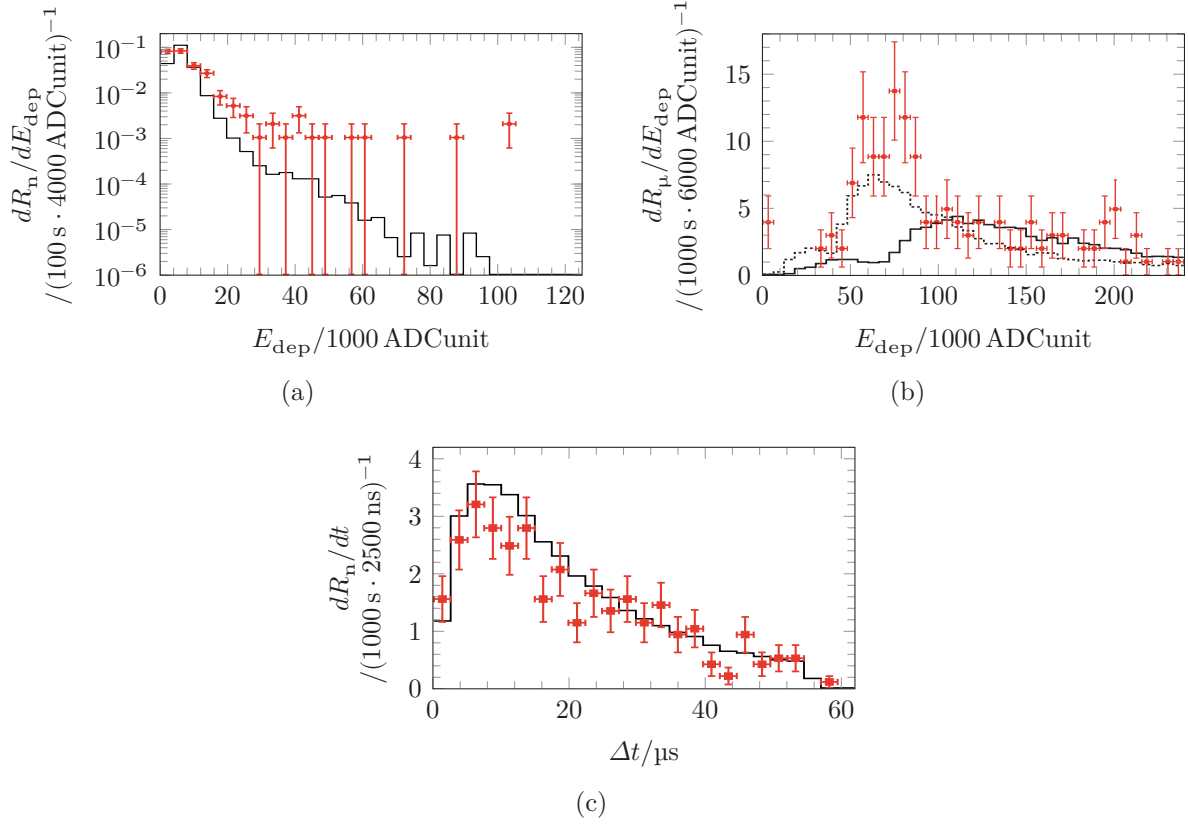 dRₙ/dE_dep
/(100 s · 4000 ADCunit)⁻¹
10⁻¹
10⁻²
10⁻³
10⁻⁴
10⁻⁵
10⁻⁶
0 20 40 60 80 100 120
E_dep/1000 ADCunit
(a)
dR_μ/dE_dep
/(1000 s · 6000 ADCunit)⁻¹
15
10
5
0
0 50 100 150 200
E_dep/1000 ADCunit
(b)
dRₙ/dt
/(1000 s · 2500 ns)⁻¹
4
3
2
1
0
0 20 40 60
Δt/μs
(c)